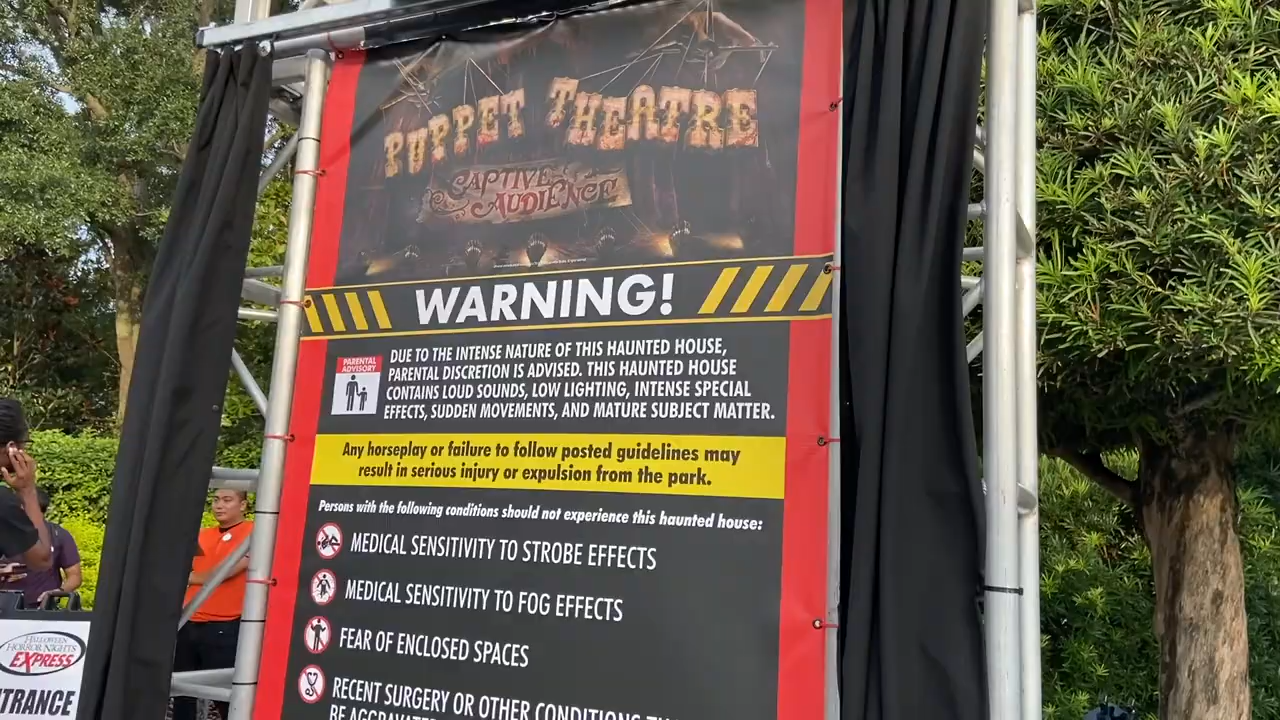 PUPPET THEATRE
CAPTIVE
AUDIENCE
WARNING!
PARENTAL
ADVISORY
DUE TO THE INTENSE NATURE OF THIS HAUNTED HOUSE,
PARENTAL DISCRETION IS ADVISED. THIS HAUNTED HOUSE
CONTAINS LOUD SOUNDS, LOW LIGHTING, INTENSE SPECIAL
EFFECTS, SUDDEN MOVEMENTS, AND MATURE SUBJECT MATTER.
Any horseplay or failure to follow posted guidelines may
result in serious injury or expulsion from the park.
Persons with the following conditions should not experience this haunted house:
MEDICAL SENSITIVITY TO STROBE EFFECTS
MEDICAL SENSITIVITY TO FOG EFFECTS
FEAR OF ENCLOSED SPACES
RECENT SURGERY OR OTHER CONDITIONS
HALLOWEEN
HORROR NIGHTS
EXPRESS